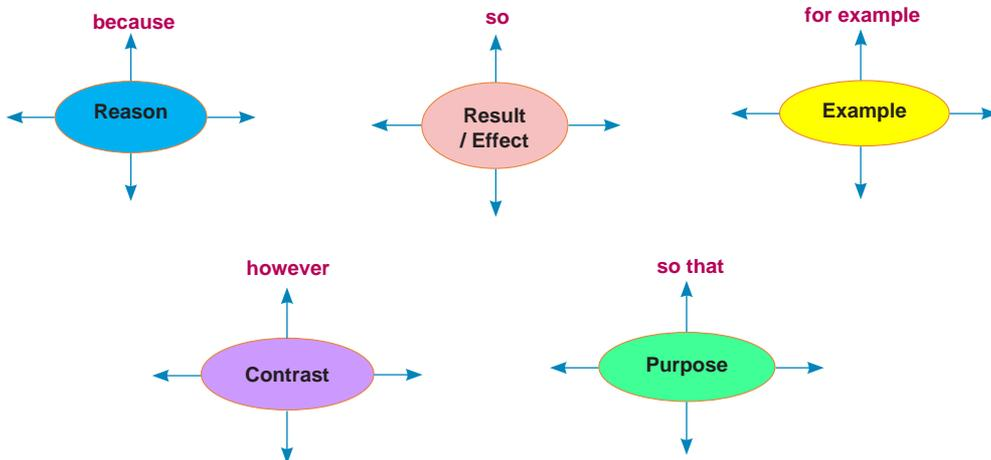 because
so
for example
Reason
Result
/ Effect
Example
however
so that
Contrast
Purpose